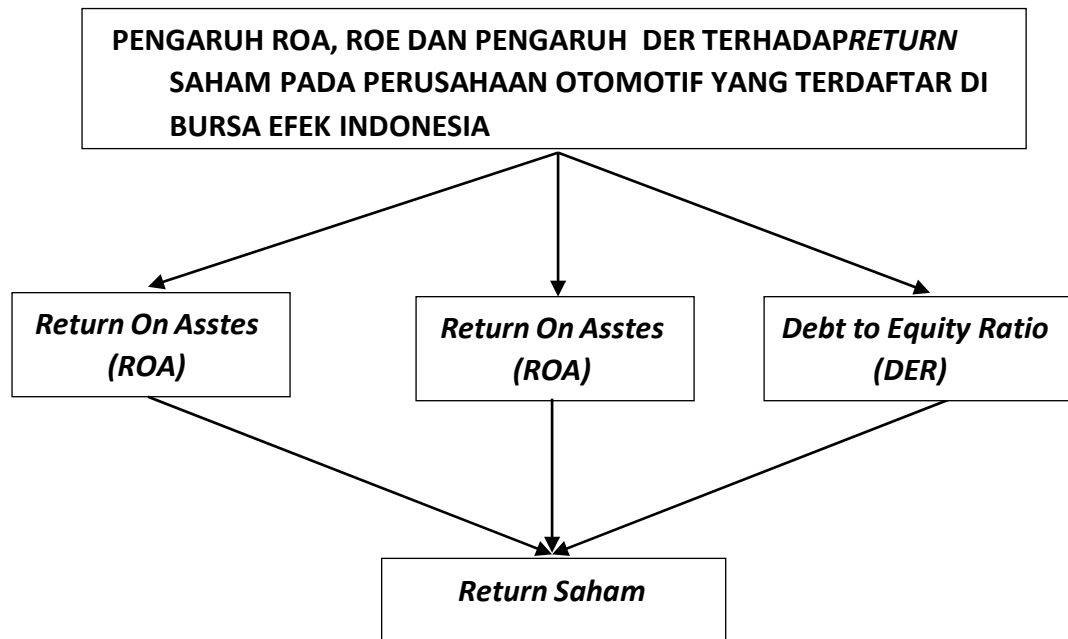 PENGARUH ROA, ROE DAN PENGARUH DER TERHADAPRETURN
SAHAM PADA PERUSAHAAN OTOMOTIF YANG TERDAFTAR DI
BURSA EFEK INDONESIA
Return On Asstes
(ROA)
Return On Asstes
(ROA)
Debt to Equity Ratio
(DER)
Return Saham